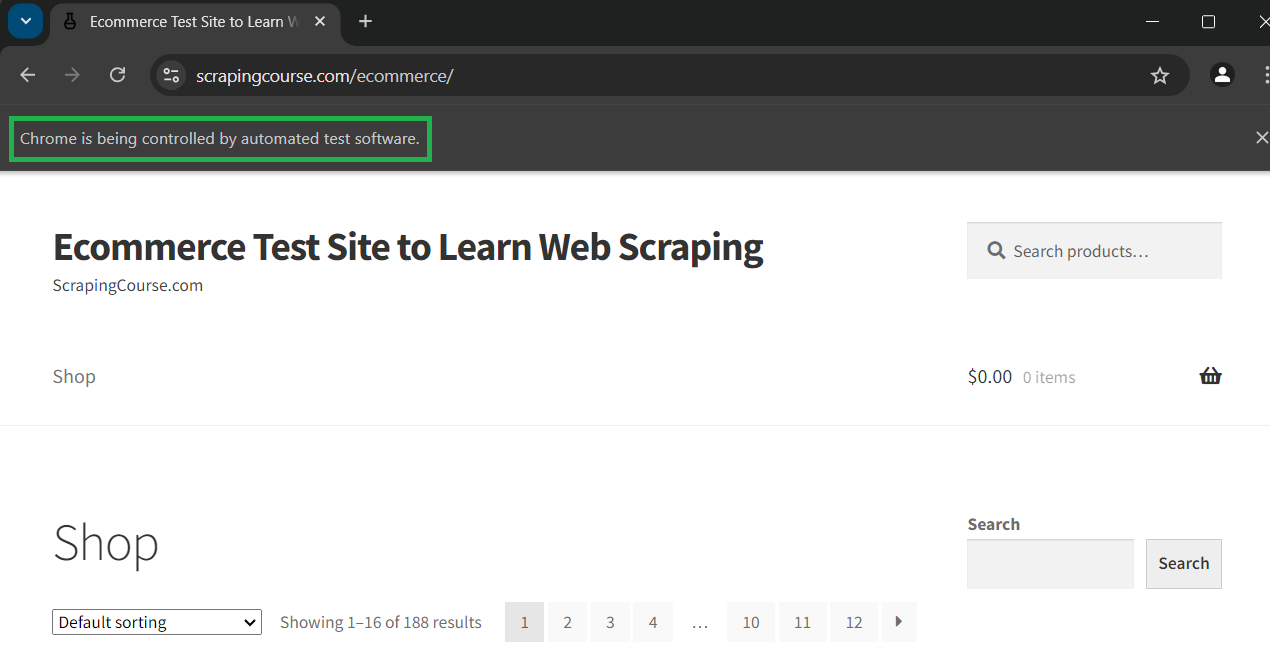 Ecommerce Test Site to Learn W
scrapingcourse.com/ecommerce/
Chrome is being controlled by automated test software.
Ecommerce Test Site to Learn Web Scraping
ScrapingCourse.com
Search products…
Shop
$0.00 0 items
Shop
Search
Search
Default sorting
Showing 1–16 of 188 results
1 2 3 4 … 10 11 12